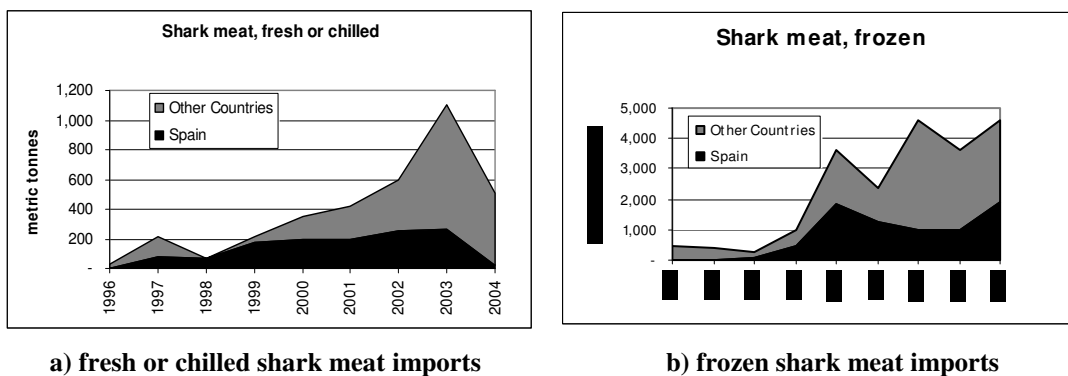 Shark meat, fresh or chilled
1,200
1,000
800
600
400
200
-
metric tonnes
Other Countries
Spain
1996
1997
1998
1999
2000
2001
2002
2003
2004
a) fresh or chilled shark meat imports
Shark meat, frozen
5,000
4,000
3,000
2,000
1,000
-
Other Countries
Spain
b) frozen shark meat imports